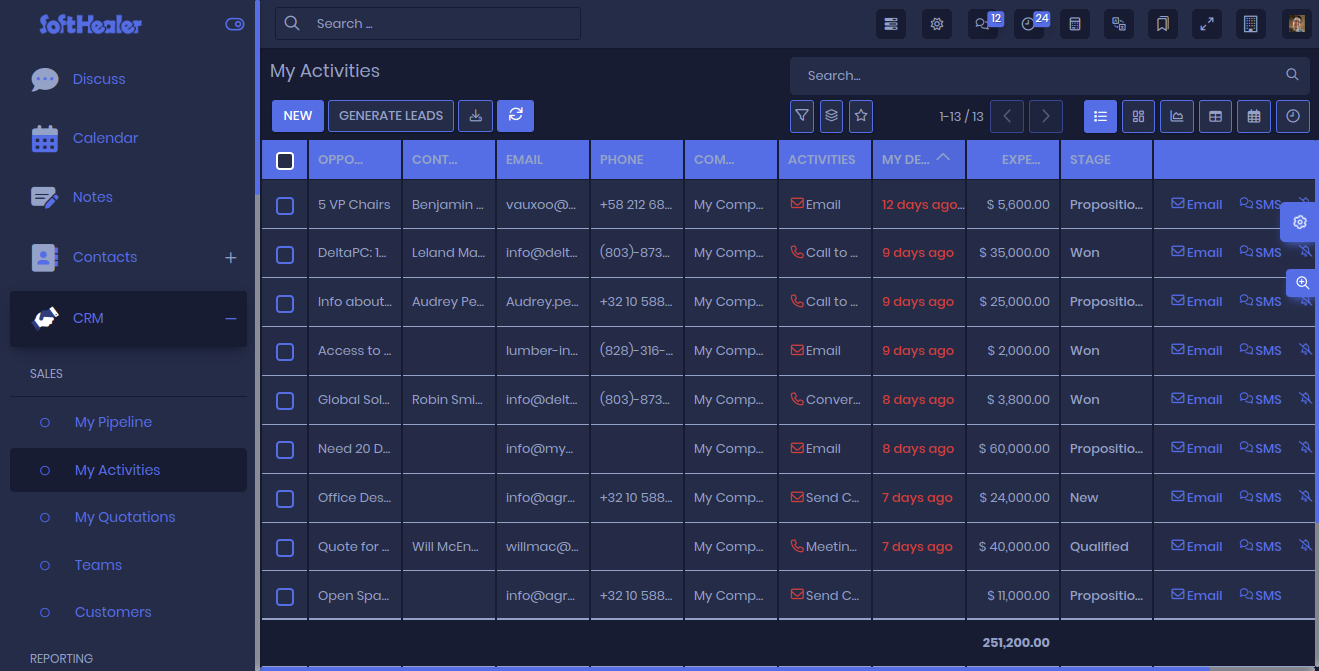 SoftHealer
Search ...
12
24
Discuss
Calendar
Notes
Contacts
CRM
SALES
My Pipeline
My Activities
My Quotations
Teams
Customers
REPORTING
My Activities
Search...
NEW GENERATE LEADS
1-13 / 13
OPPO... CONT... EMAIL PHONE COM... ACTIVITIES MY DE... EXPE... STAGE
5 VP Chairs Benjamin ... vauxoo@... +58 212 68... My Comp... Email 12 days ago... $ 5,600.00 Propositio... Email SMS
DeltaPC: 1... Leland Ma... info@delt... (803)-873... My Comp... Call to ... 9 days ago $ 35,000.00 Won Email SMS
Info about... Audrey Pe... Audrey.pe... +32 10 588... My Comp... Call to ... 9 days ago $ 25,000.00 Propositio... Email SMS
Access to ... lumber-in... (828)-316-... My Comp... Email 9 days ago $ 2,000.00 Won Email SMS
Global Sol... Robin Smi... info@delt... (803)-873... My Comp... Conver... 8 days ago $ 3,800.00 Won Email SMS
Need 20 D... info@my... My Comp... Email 8 days ago $ 60,000.00 Propositio... Email SMS
Office Des... info@agr... +32 10 588... My Comp... Send C... 7 days ago $ 24,000.00 New Email SMS
Quote for ... Will McEn... willmac@... My Comp... Meetin... 7 days ago $ 40,000.00 Qualified Email SMS
Open Spa... info@agr... +32 10 588... My Comp... Send C... $ 11,000.00 Propositio... Email SMS
251,200.00